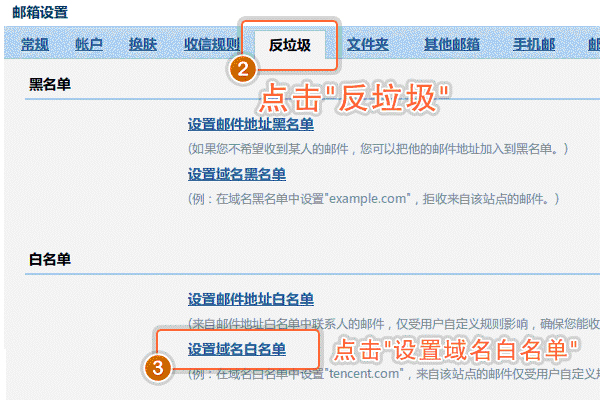 邮箱设置
常规 帐户 换肤 收信规则 反垃圾 文件夹 其他邮箱 手机邮 邮
2 点击"反垃圾"
黑名单
设置邮件地址黑名单
(如果您不希望收到某人的邮件，您可以把他的邮件地址加入到黑名单。)
设置域名黑名单
(例：在域名黑名单中设置"example.com"，拒收来自该站点的邮件。)
白名单
设置邮件地址白名单
(来自邮件地址白名单中联系人的邮件，仅受用户自定义规则影响，确保您能收
设置域名白名单 点击"设置域名白名单"
3
(例：在域名白名单中设置"tencent.com"，来自该站点的邮件仅受用户自定义规